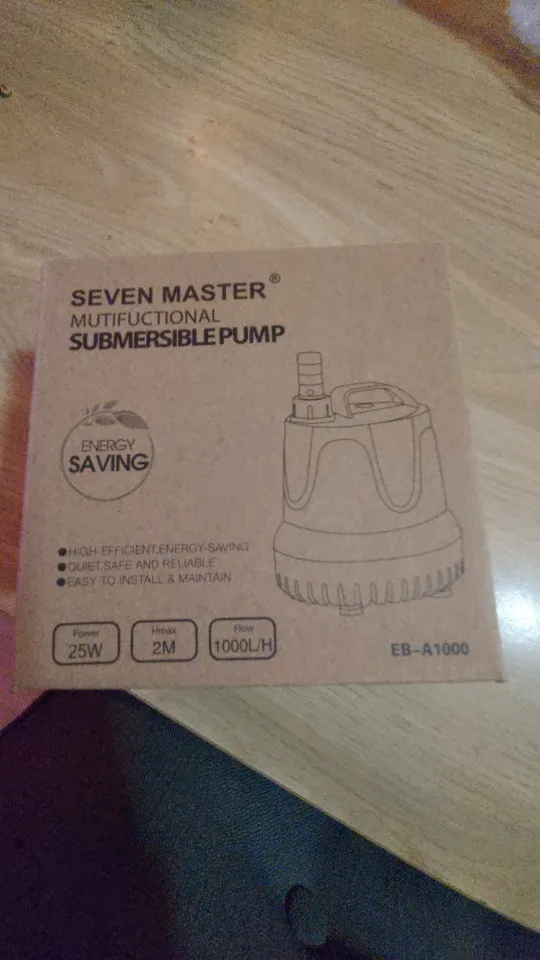 SEVEN MASTER®
MUTIFUCTIONAL
SUBMERSIBLE PUMP
ENERGY
SAVING
●HIGH-EFFICIENT,ENERGY-SAVING
●QUIET,SAFE AND RELIABLE
●EASY TO INSTALL & MAINTAIN
Power
25W
Hmax
2M
Flow
1000L/H
EB-A1000